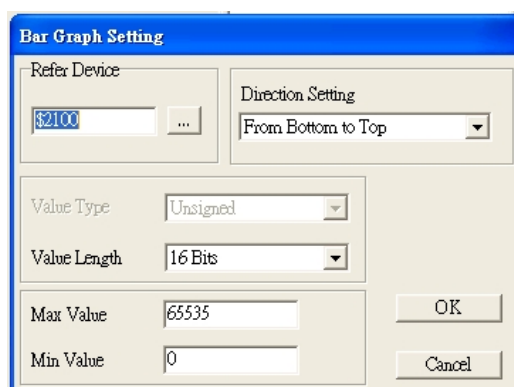 Bar Graph Setting
Refer Device
$2100
...
Direction Setting
From Bottom to Top
Value Type
Unsigned
Value Length
16 Bits
Max Value
65535
Min Value
0
OK
Cancel